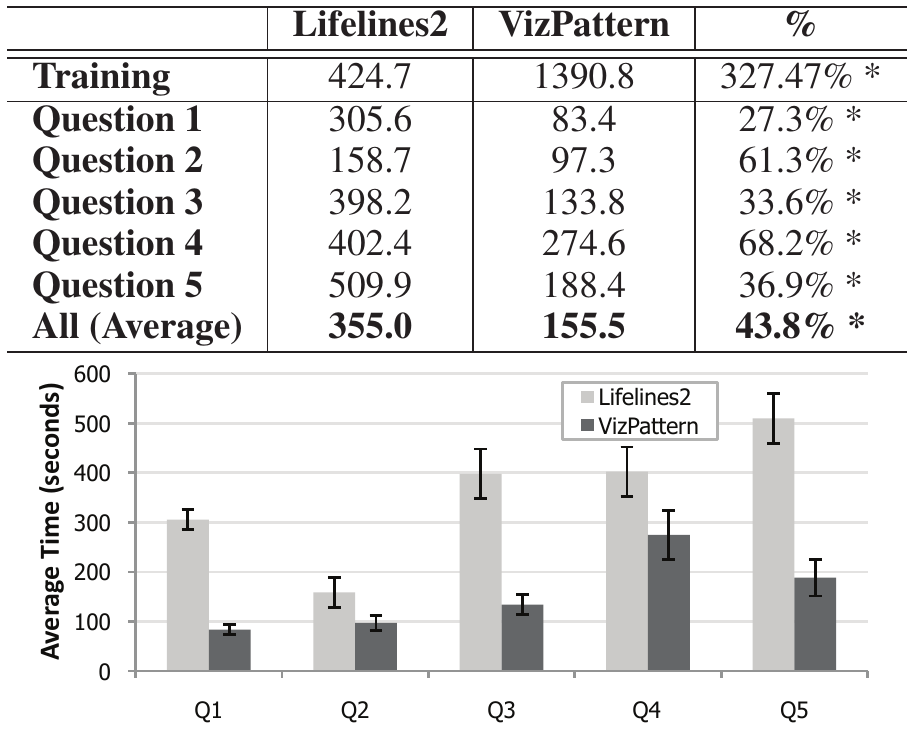 Lifelines2 VizPattern %
Training 424.7 1390.8 327.47% *
Question 1 305.6 83.4 27.3% *
Question 2 158.7 97.3 61.3% *
Question 3 398.2 133.8 33.6% *
Question 4 402.4 274.6 68.2% *
Question 5 509.9 188.4 36.9% *
All (Average) 355.0 155.5 43.8% *
Average Time (seconds)
600
500
400
300
200
100
0
Lifelines2
VizPattern
Q1 Q2 Q3 Q4 Q5